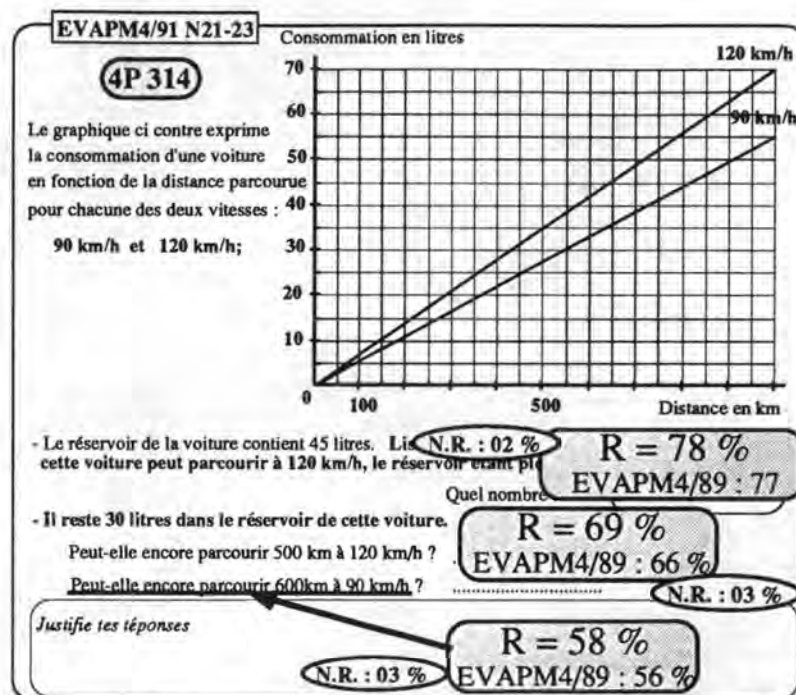 EVAPM4/91 N21-23
4P 314
Le graphique ci contre exprime
la consommation d'une voiture
en fonction de la distance parcourue
pour chacune des deux vitesses :
90 km/h et 120 km/h;
Consommation en litres
120 km/h
90 km/h
70
60
50
40
30
20
10
0
100
500
Distance en km
- Le réservoir de la voiture contient 45 litres.
N.R. : 02 %
cette voiture peut parcourir à 120 km/h, le réservoir étant
R = 78 %
EVAPM4/89 : 77
Quel nombre
- Il reste 30 litres dans le réservoir de cette voiture.
R = 69 %
EVAPM4/89 : 66 %
Peut-elle encore parcourir 500 km à 120 km/h ?
Peut-elle encore parcourir 600km à 90 km/h ? ....................
N.R. : 03 %
Justifie tes téponses
R = 58 %
EVAPM4/89 : 56 %
N.R. : 03 %